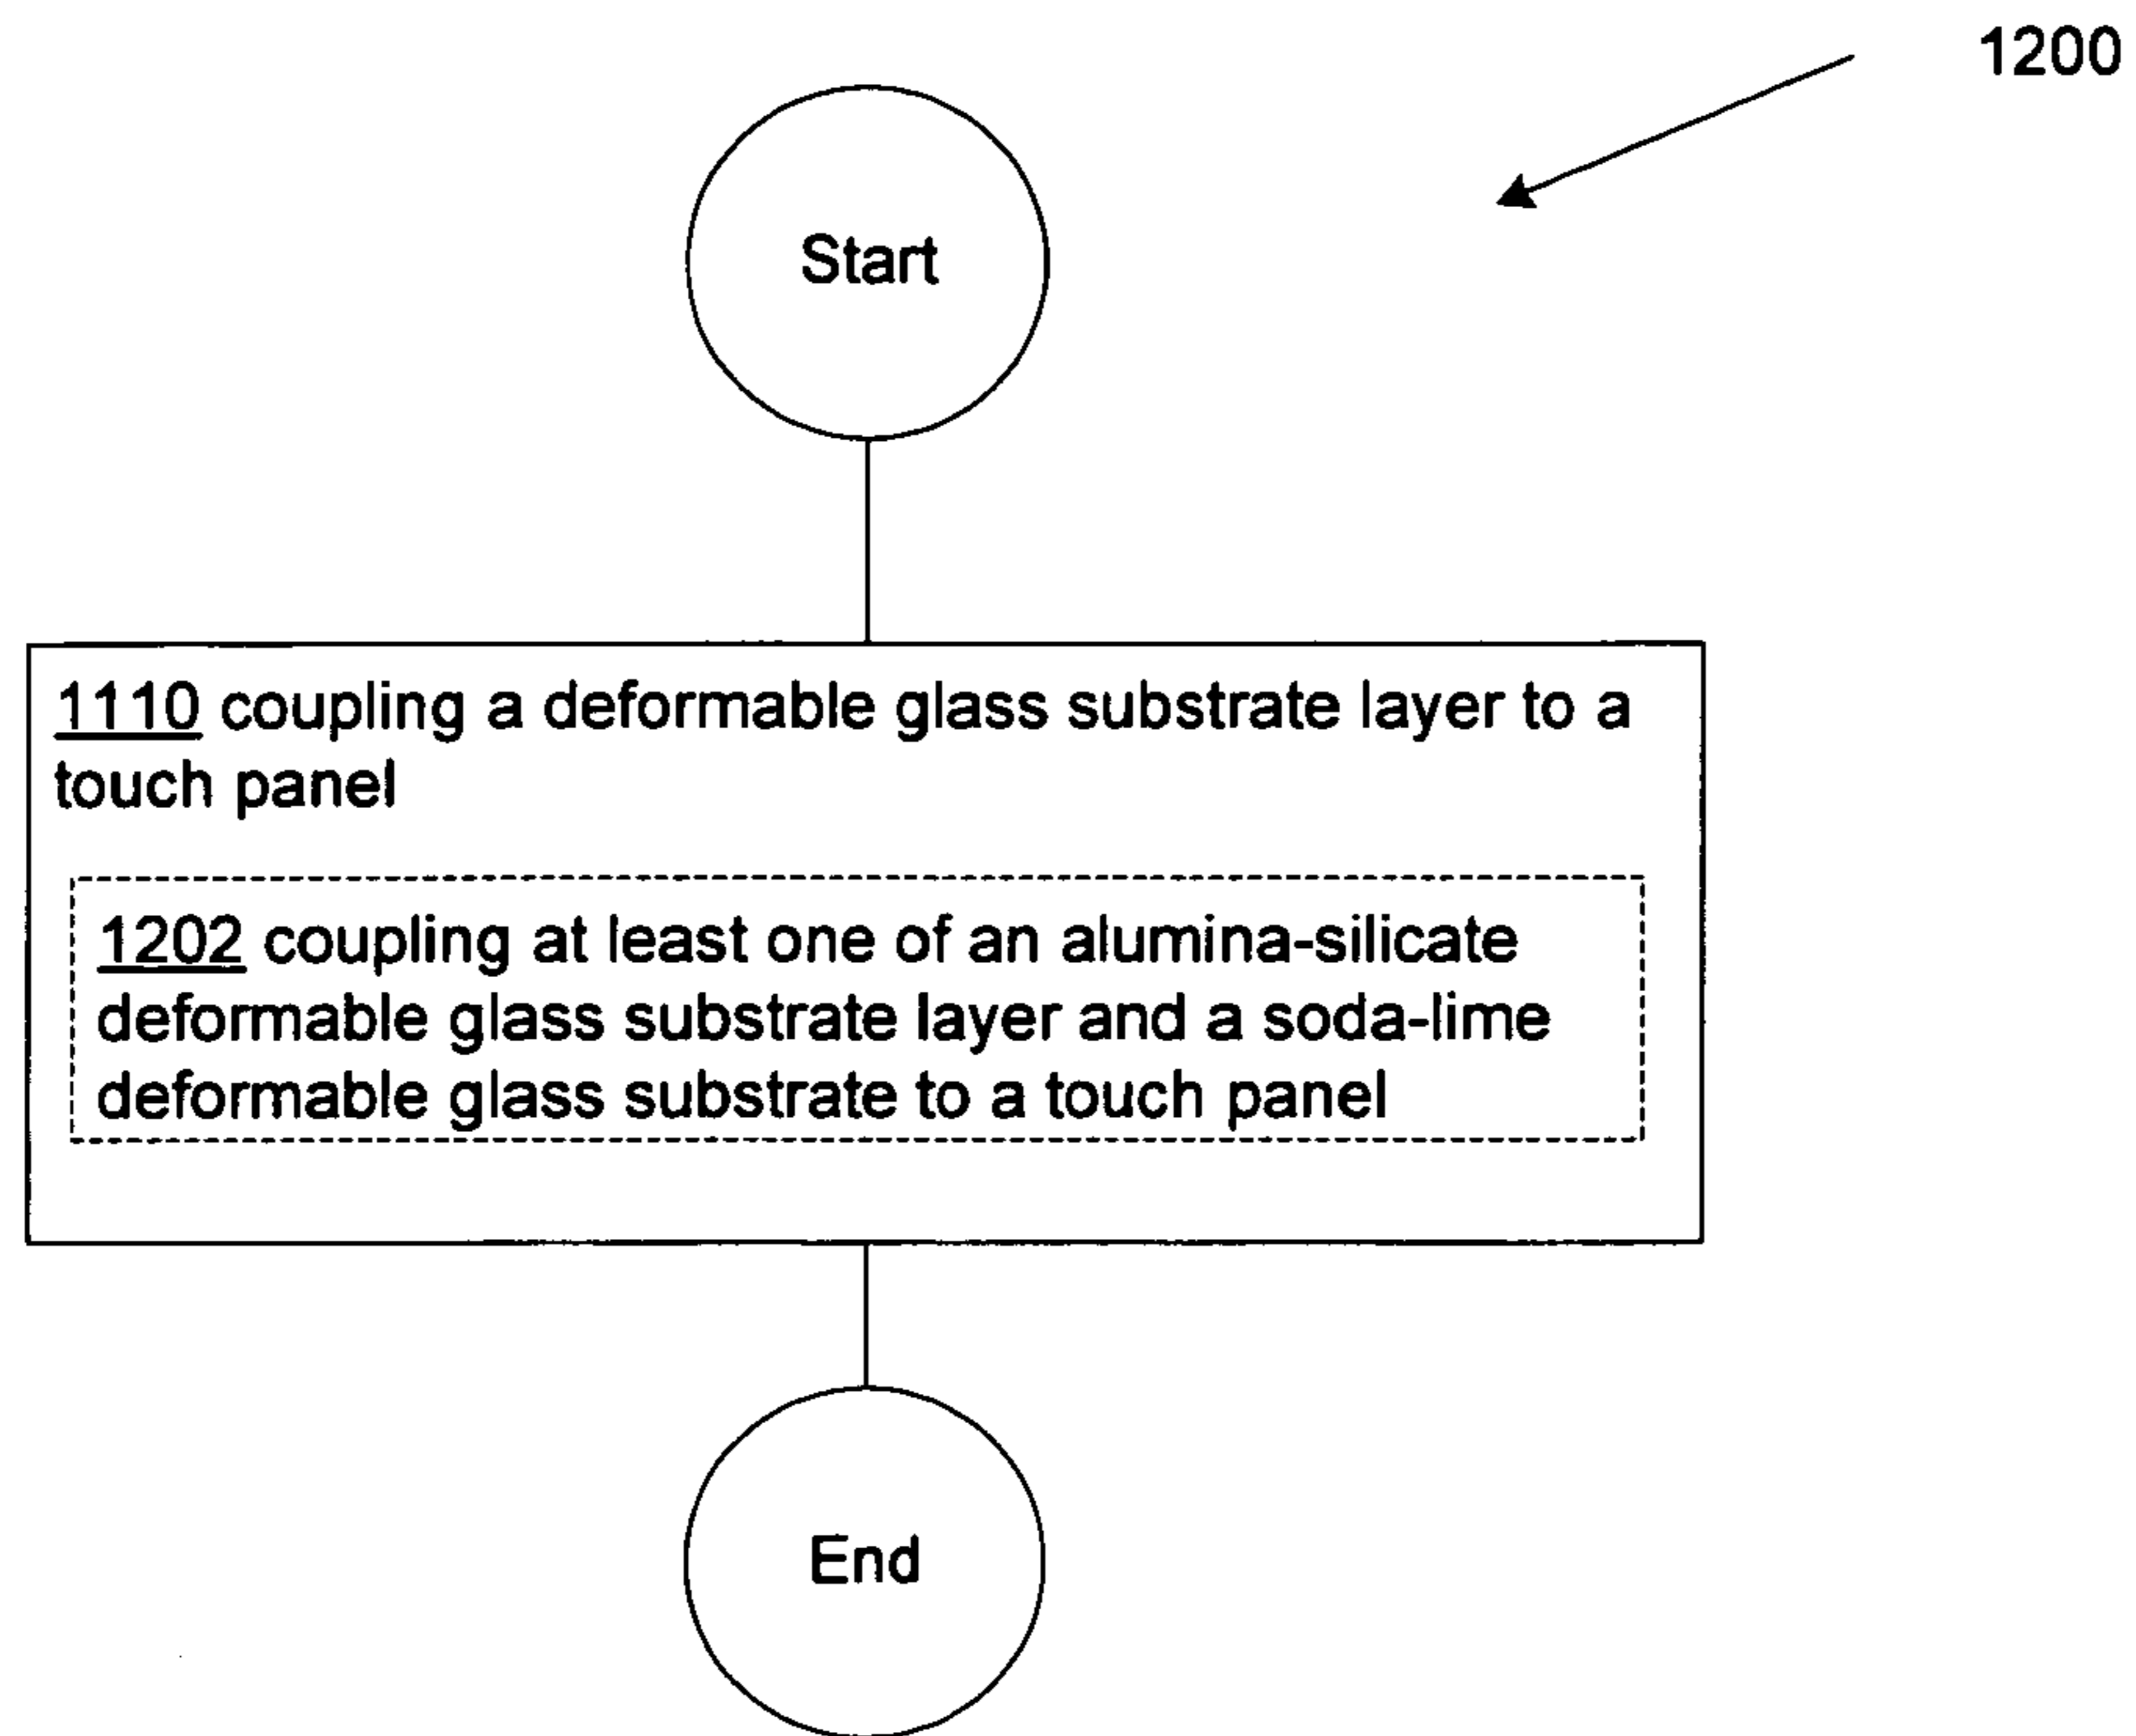 1200
Start
1110 coupling a deformable glass substrate layer to a
touch panel
1202 coupling at least one of an alumina-silicate
deformable glass substrate layer and a soda-lime
deformable glass substrate to a touch panel
End